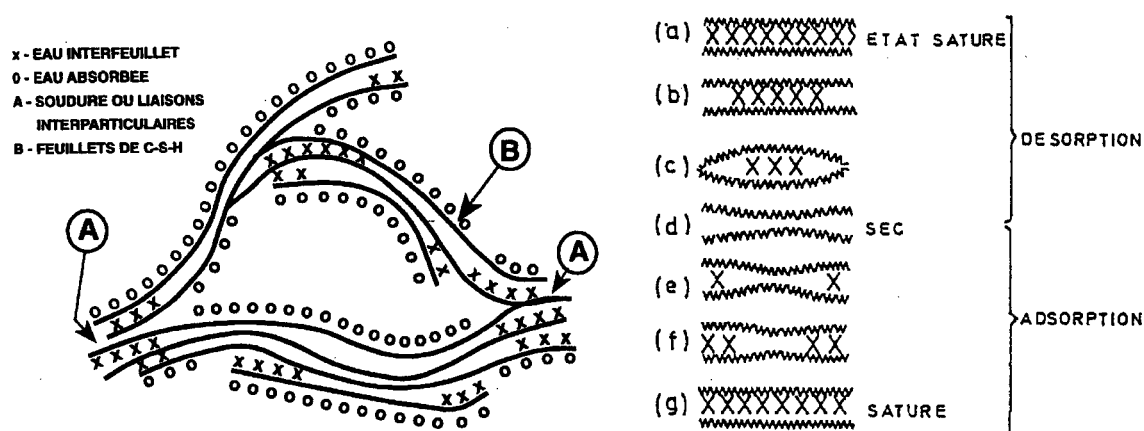 x - EAU INTERFEUILLET
0 - EAU ABSORBEE
A - SOUDURE OU LIAISONS
INTERPARTICULAIRES
B - FEUILLETS DE C-S-H
A
B
A
(a) ETAT SATURE
(b)
(c)
(d) SEC
(e)
(f)
(g) SATURE
DESORPTION
ADSORPTION